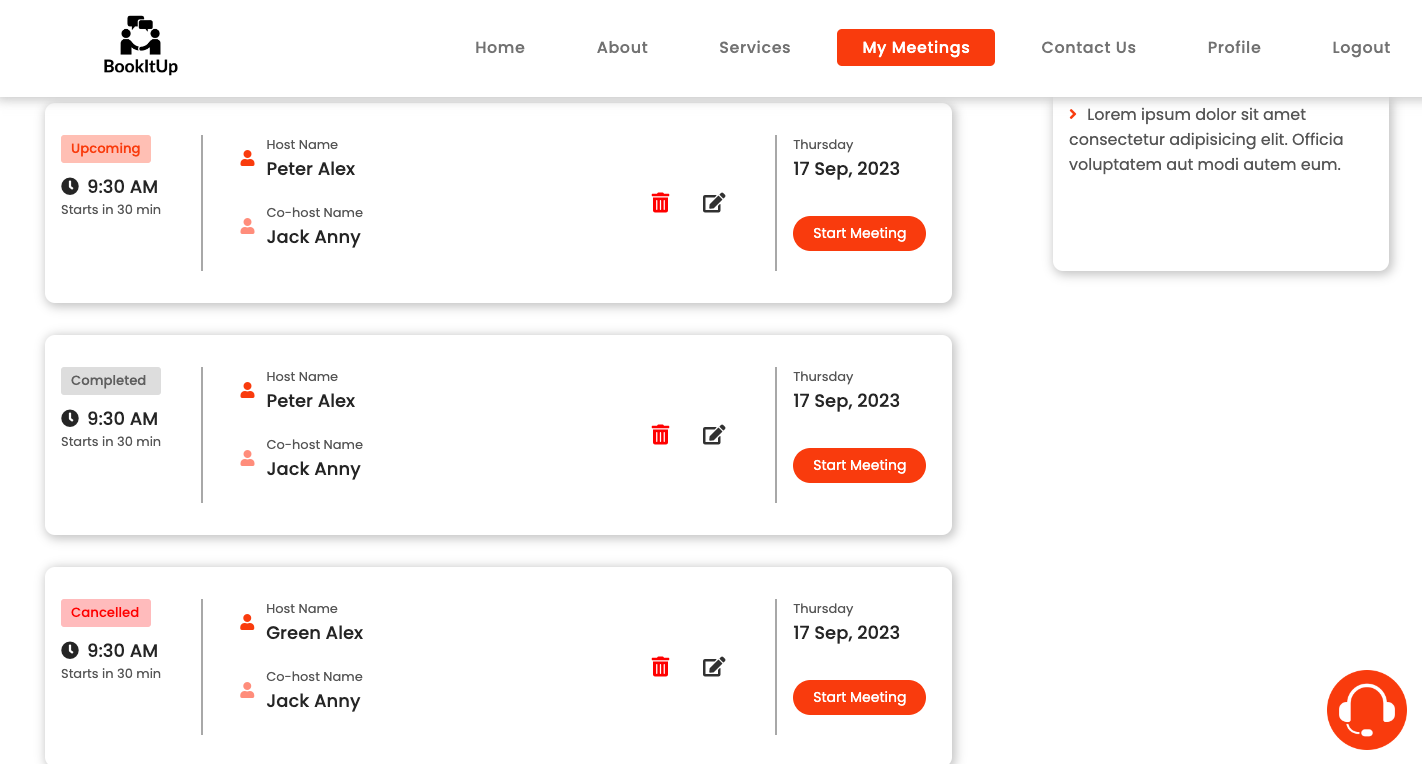 BookItUp
Home About Services My Meetings Contact Us Profile Logout
Upcoming
9:30 AM
Starts in 30 min
Host Name
Peter Alex
Co-host Name
Jack Anny
Thursday
17 Sep, 2023
Start Meeting
Completed
9:30 AM
Starts in 30 min
Host Name
Peter Alex
Co-host Name
Jack Anny
Thursday
17 Sep, 2023
Start Meeting
Cancelled
9:30 AM
Starts in 30 min
Host Name
Green Alex
Co-host Name
Jack Anny
Thursday
17 Sep, 2023
Start Meeting
Lorem ipsum dolor sit amet
consectetur adipisicing elit. Officia
voluptatem aut modi autem eum.